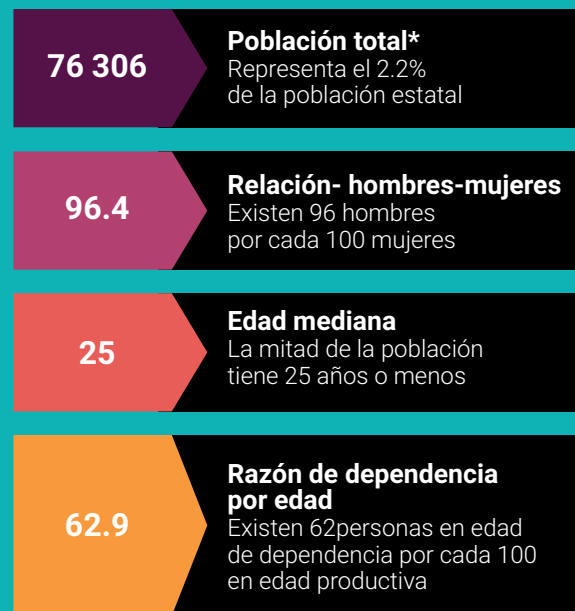 76 306
Población total*
Representa el 2.2%
de la población estatal
96.4
Relación- hombres-mujeres
Existen 96 hombres
por cada 100 mujeres
25
Edad mediana
La mitad de la población
tiene 25 años o menos
62.9
Razón de dependencia
por edad
Existen 62personas en edad
de dependencia por cada 100
en edad productiva